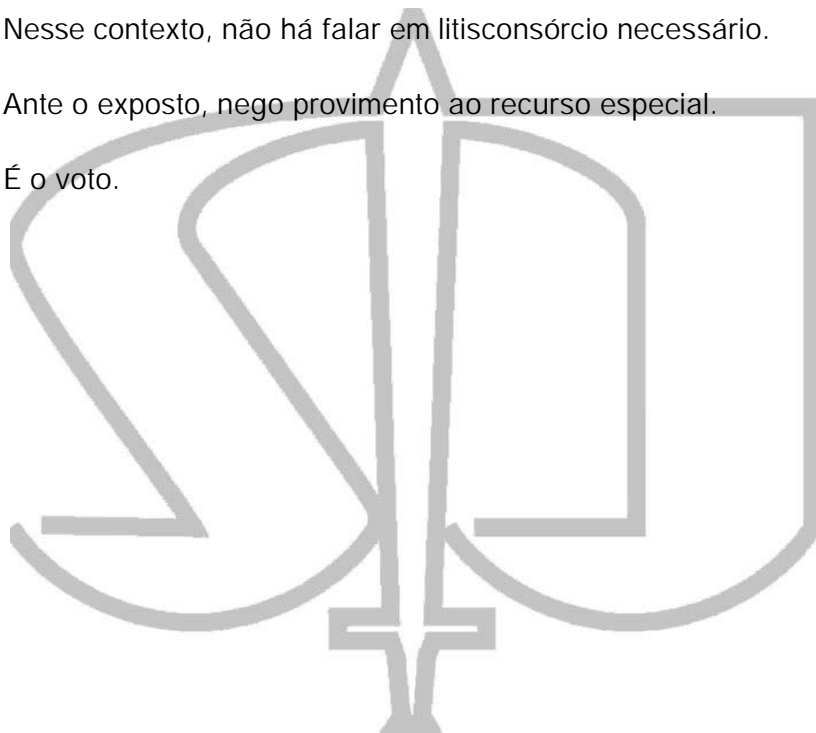 Nesse contexto, não há falar em litisconsórcio necessário.
Ante o exposto, nego provimento ao recurso especial.
É o voto.